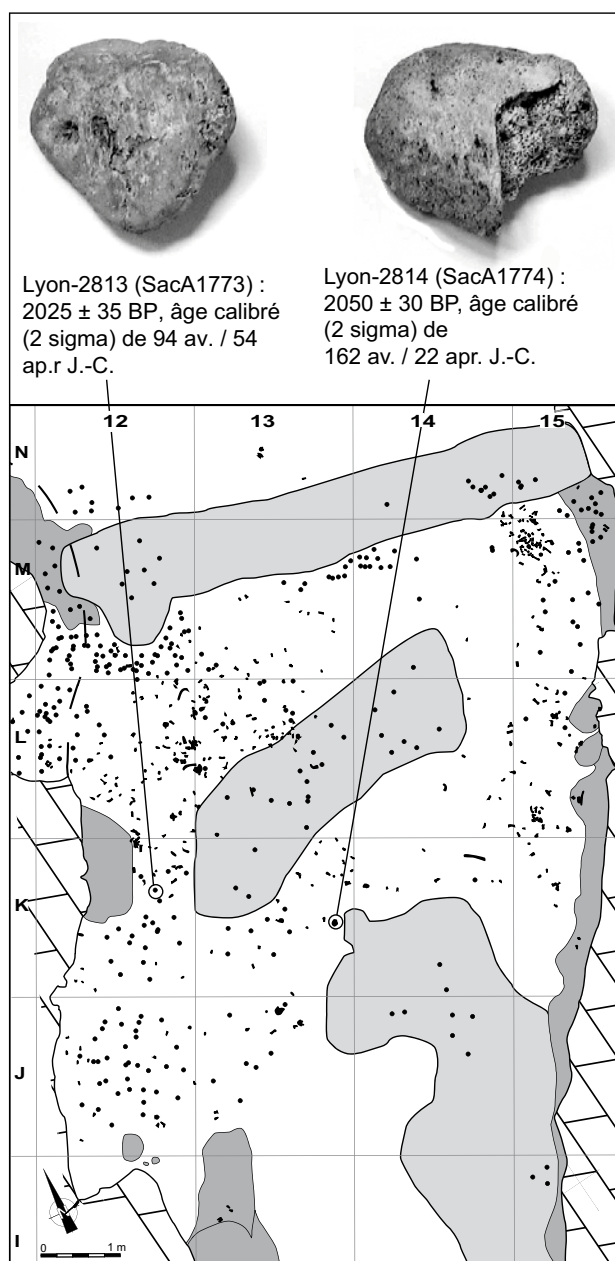 Lyon-2813 (SacA1773) :
2025 ± 35 BP, âge calibré
(2 sigma) de 94 av. / 54
ap.r J.-C.
Lyon-2814 (SacA1774) :
2050 ± 30 BP, âge calibré
(2 sigma) de
162 av. / 22 apr. J.-C.
12 13 14 15
N
M
L
K
J
I
0 1 m